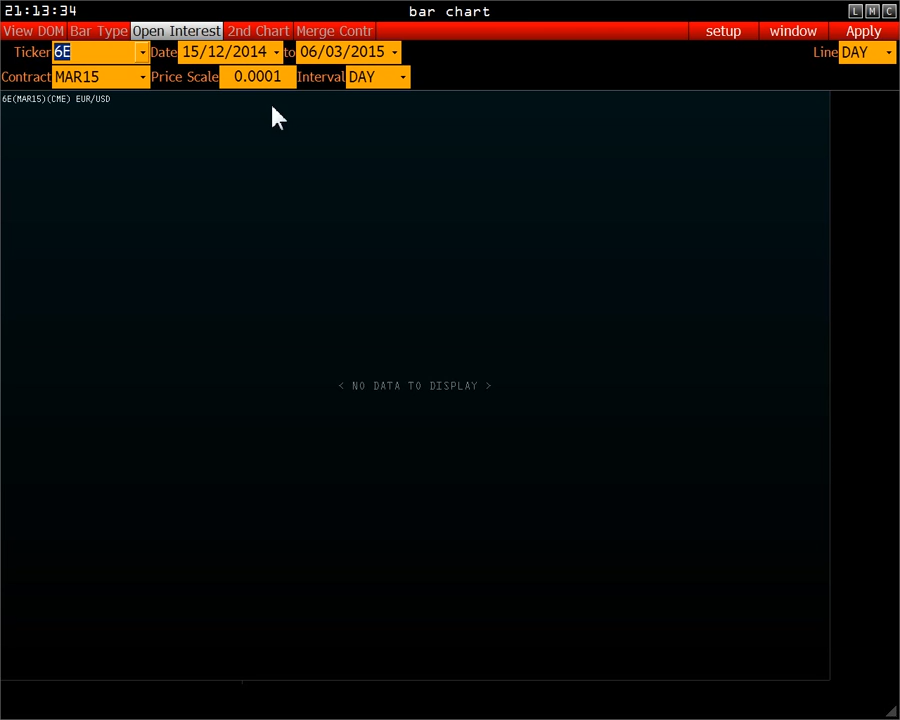 21:13:34 bar chart L M C
View DOM Bar Type Open Interest 2nd Chart Merge Contr setup window Apply
Ticker 6E Date 15/12/2014 to 06/03/2015 Line DAY
Contract MAR15 Price Scale 0.0001 Interval DAY
6E(MAR15)(CME) EUR/USD
< NO DATA TO DISPLAY >